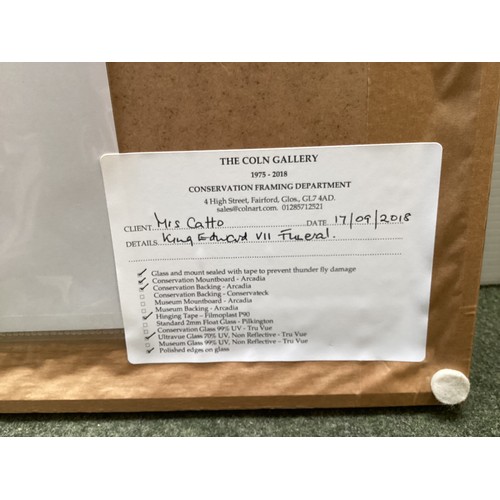 THE COLN GALLERY
1975 - 2018
CONSERVATION FRAMING DEPARTMENT
4 High Street, Fairford, Glos., GL7 4AD.
sales@colnart.com. 01285712521
CLIENT Mrs Catto DATE 17/09/2018
DETAILS King Edward VII Funeral.
Glass and mount sealed with tape to prevent thunder fly damage
Conservation Mountboard - Arcadia
Conservation Backing - Arcadia
Conservation Backing - Conservateck
Museum Mountboard - Arcadia
Museum Backing - Arcadia
Hinging Tape - Filmoplast P90
Standard 2mm Float Glass - Pilkington
Conservation Glass 99% UV - Tru Vue
Ultravue Glass 70% UV, Non Reflective - Tru Vue
Museum Glass 99% UV, Non Reflective - Tru Vue
Polished edges on glass